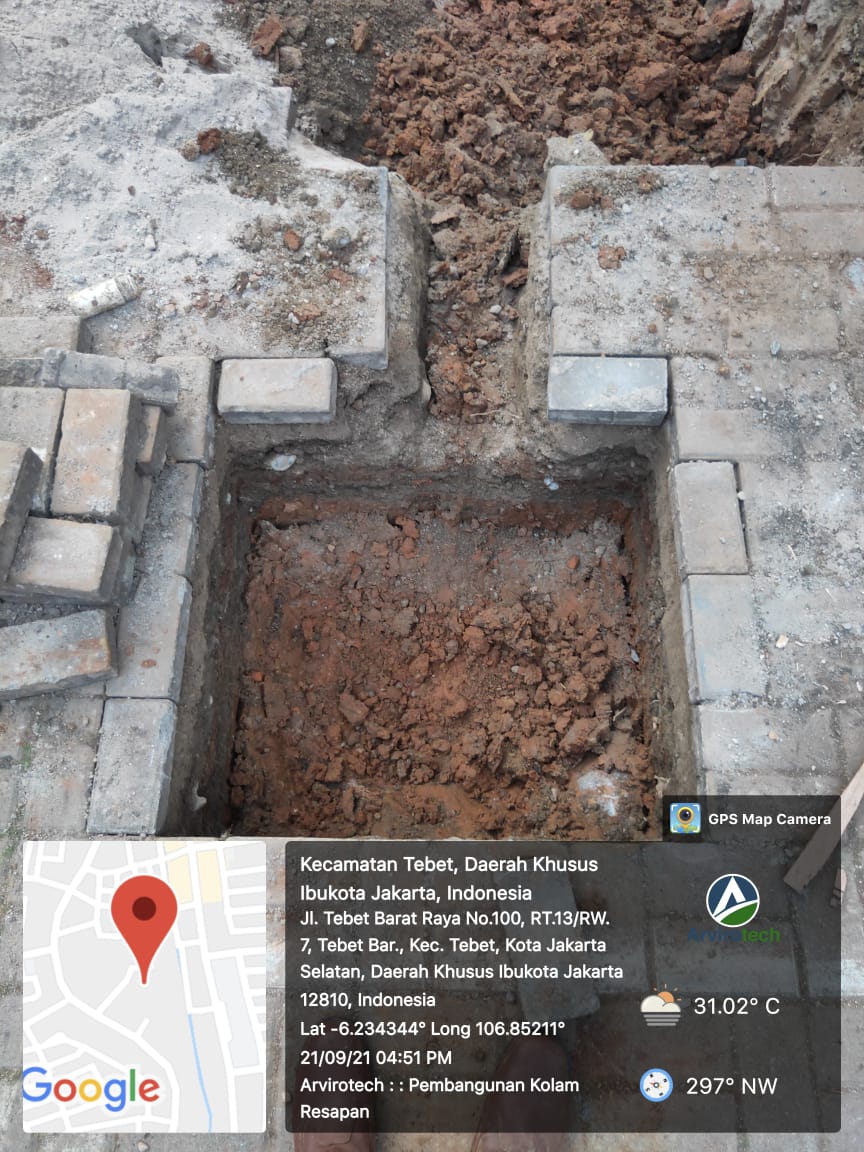 GPS Map Camera
Kecamatan Tebet, Daerah Khusus
Ibukota Jakarta, Indonesia
Jl. Tebet Barat Raya No.100, RT.13/RW.
7, Tebet Bar., Kec. Tebet, Kota Jakarta
Selatan, Daerah Khusus Ibukota Jakarta
12810, Indonesia
Lat -6.234344° Long 106.85211°
21/09/21 04:51 PM
Arvirotech : : Pembangunan Kolam
Resapan
Arvirotech
31.02° C
297° NW
Google